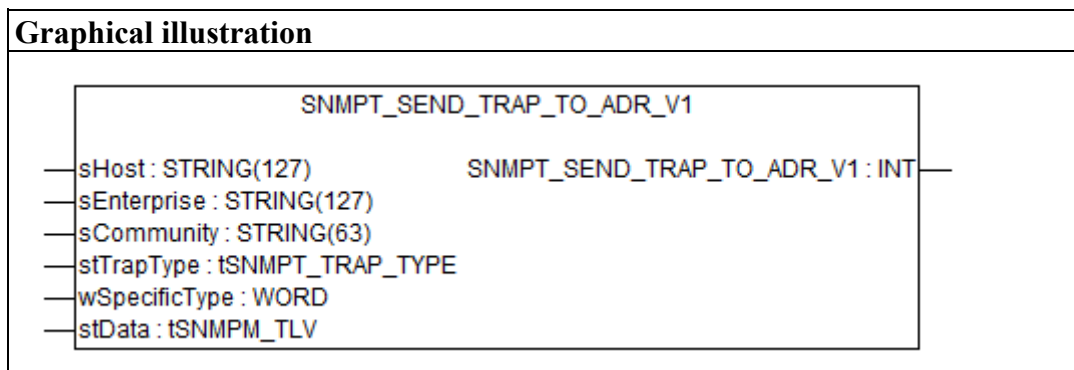 Graphical illustration
SNMPT_SEND_TRAP_TO_ADR_V1
sHost : STRING(127) SNMPT_SEND_TRAP_TO_ADR_V1 : INT
sEnterprise : STRING(127)
sCommunity : STRING(63)
stTrapType : tSNMPT_TRAP_TYPE
wSpecificType : WORD
stData : tSNMPM_TLV